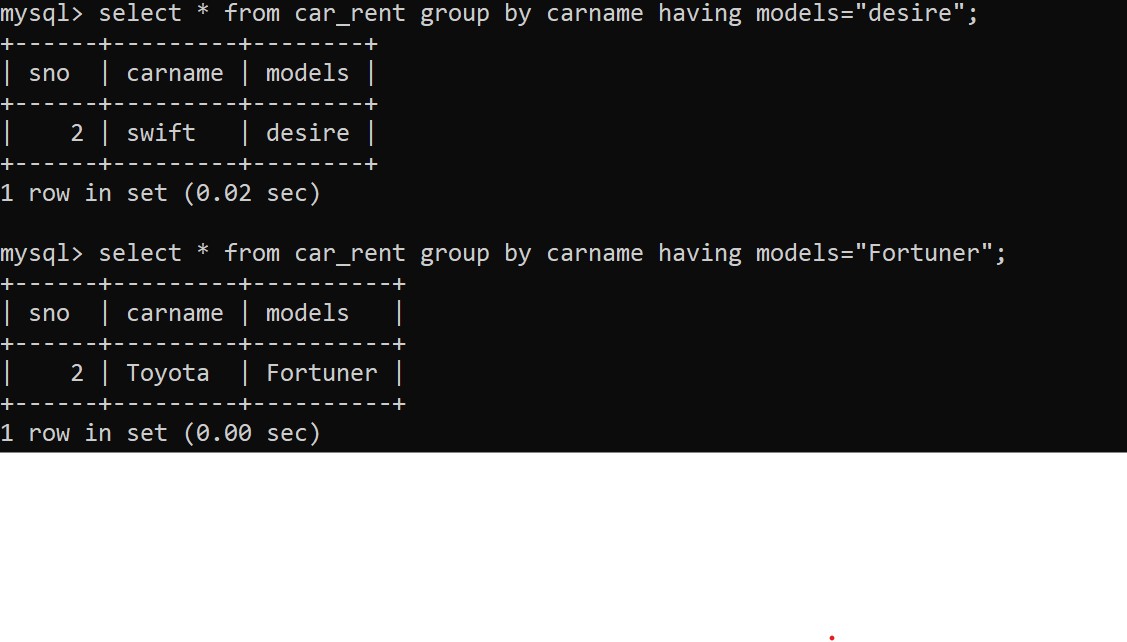 mysql> select * from car_rent group by carname having models="desire";
+------+---------+--------+
| sno  | carname | models |
+------+---------+--------+
|    2 | swift   | desire |
+------+---------+--------+
1 row in set (0.02 sec)

mysql> select * from car_rent group by carname having models="Fortuner";
+------+---------+----------+
| sno  | carname | models   |
+------+---------+----------+
|    2 | Toyota  | Fortuner |
+------+---------+----------+
1 row in set (0.00 sec)